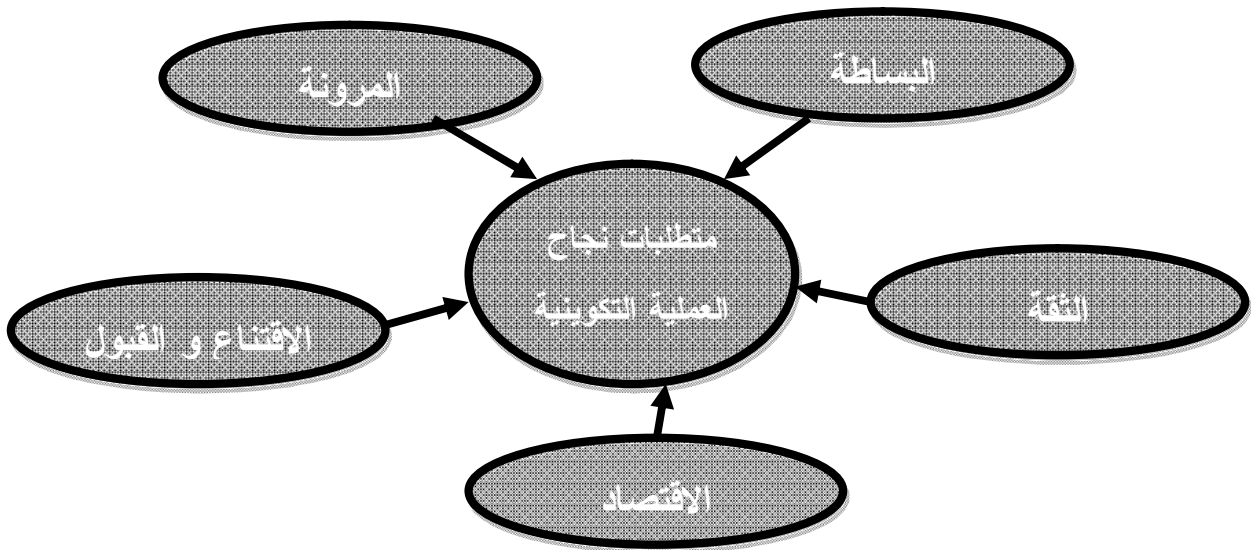 البساطة
المرونة
متطلبات نجاح
العملية التكوينية
الثقة
الاقتناع و القبول
الاقتصاد